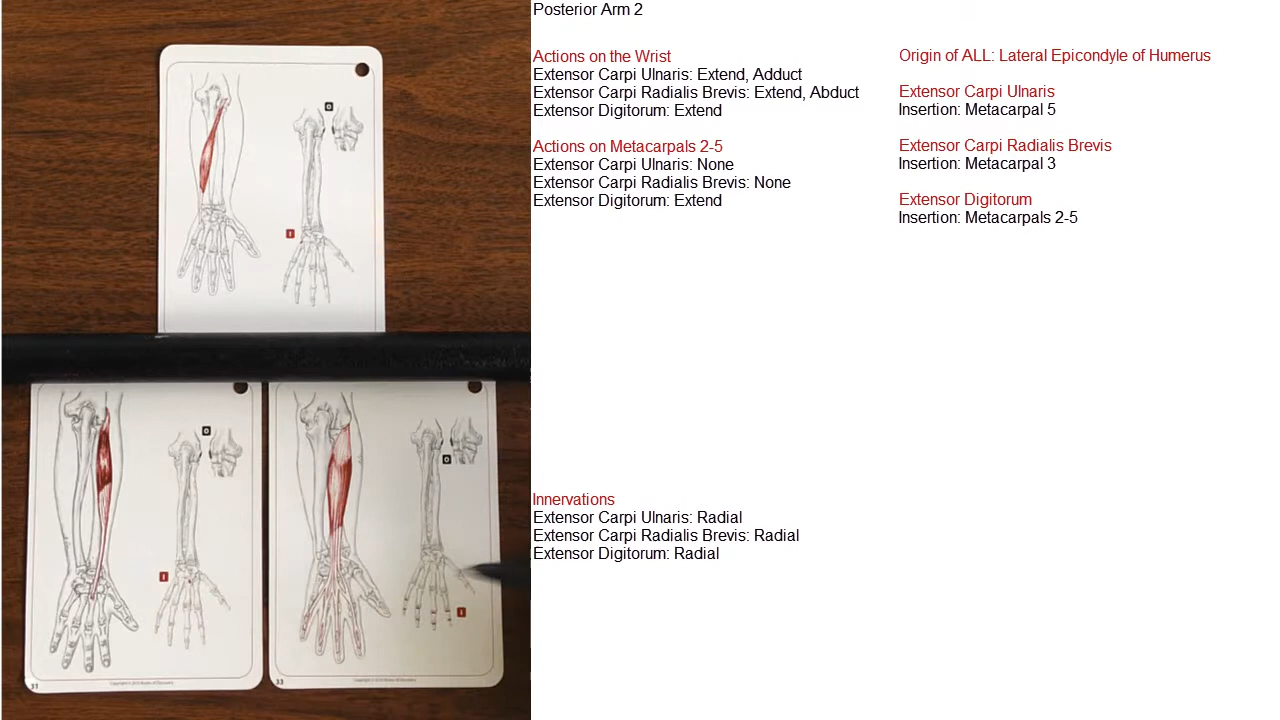 Posterior Arm 2
Actions on the Wrist
Extensor Carpi Ulnaris: Extend, Adduct
Extensor Carpi Radialis Brevis: Extend, Abduct
Extensor Digitorum: Extend
Actions on Metacarpals 2-5
Extensor Carpi Ulnaris: None
Extensor Carpi Radialis Brevis: None
Extensor Digitorum: Extend
Origin of ALL: Lateral Epicondyle of Humerus
Extensor Carpi Ulnaris
Insertion: Metacarpal 5
Extensor Carpi Radialis Brevis
Insertion: Metacarpal 3
Extensor Digitorum
Insertion: Metacarpals 2-5
Innervations
Extensor Carpi Ulnaris: Radial
Extensor Carpi Radialis Brevis: Radial
Extensor Digitorum: Radial
O
I
O
I
31
O
I
33